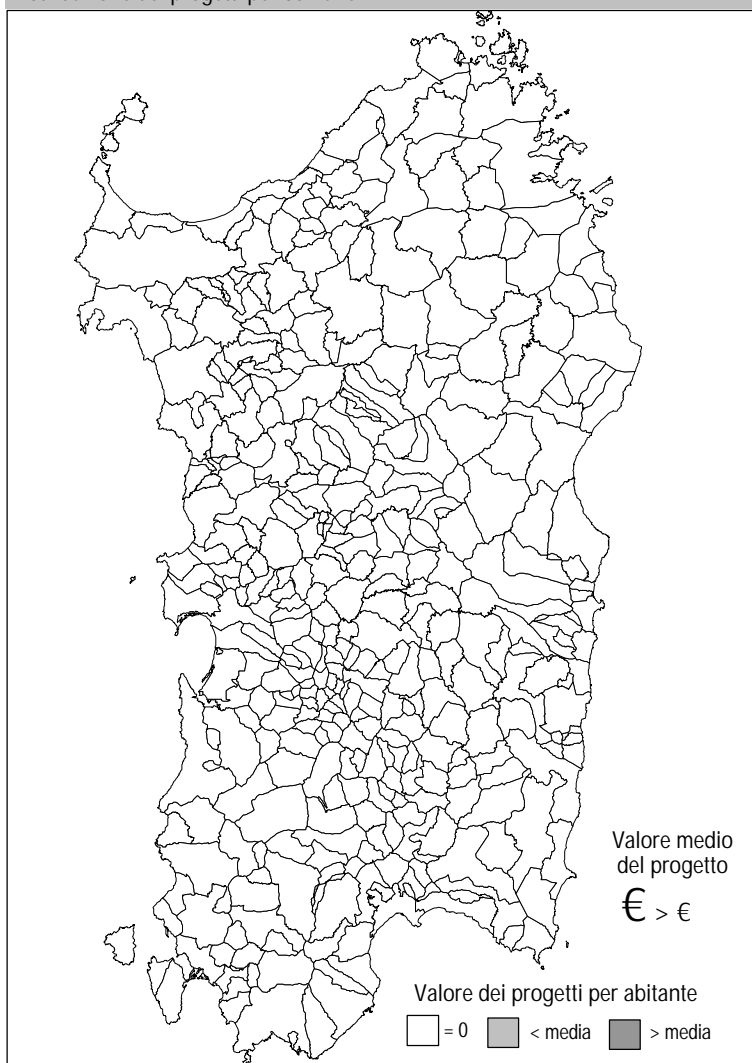 Valore medio
del progetto
€ > €
Valore dei progetti per abitante
= 0 < media > media